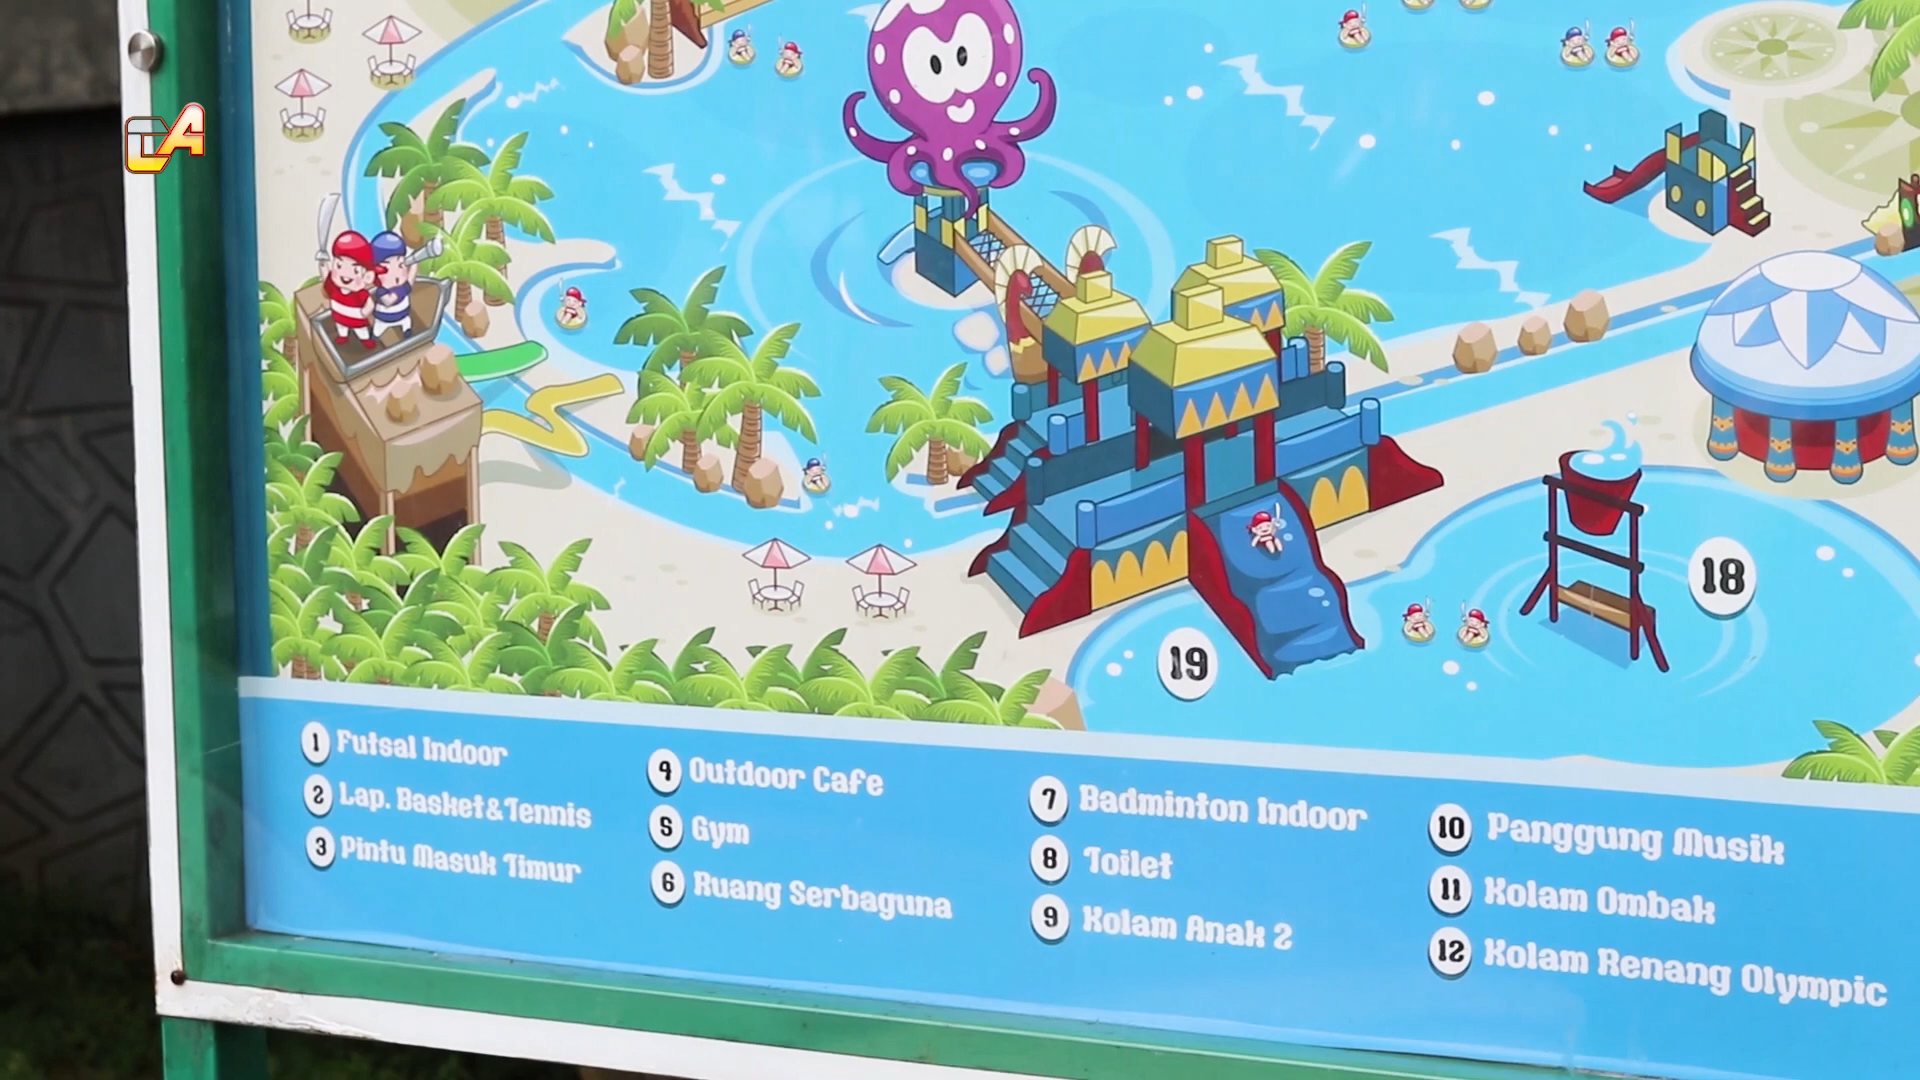 CA
18
19
1 Futsal Indoor
2 Lap. Basket&Tennis
3 Pintu Masuk Timur
4 Outdoor Cafe
5 Gym
6 Ruang Serbaguna
7 Badminton Indoor
8 Toilet
9 Kolam Anak 2
10 Panggung Musik
11 Kolam Ombak
12 Kolam Renang Olympic